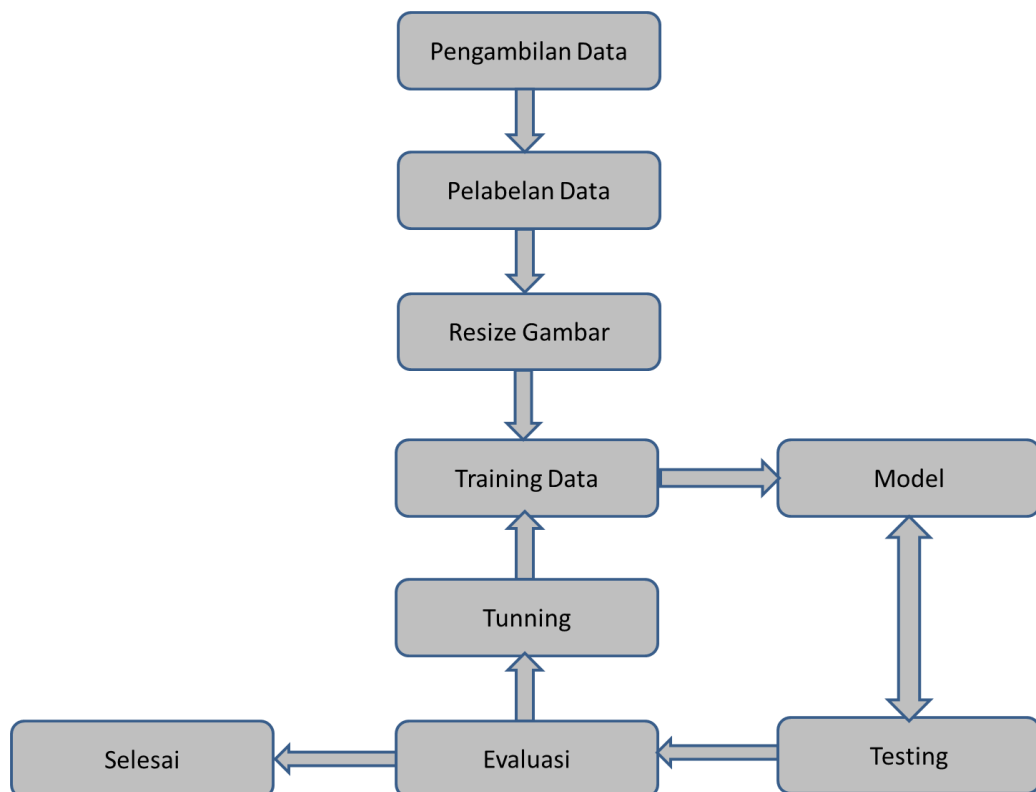 Pengambilan Data
Pelabelan Data
Resize Gambar
Training Data
Model
Tunning
Selesai
Evaluasi
Testing